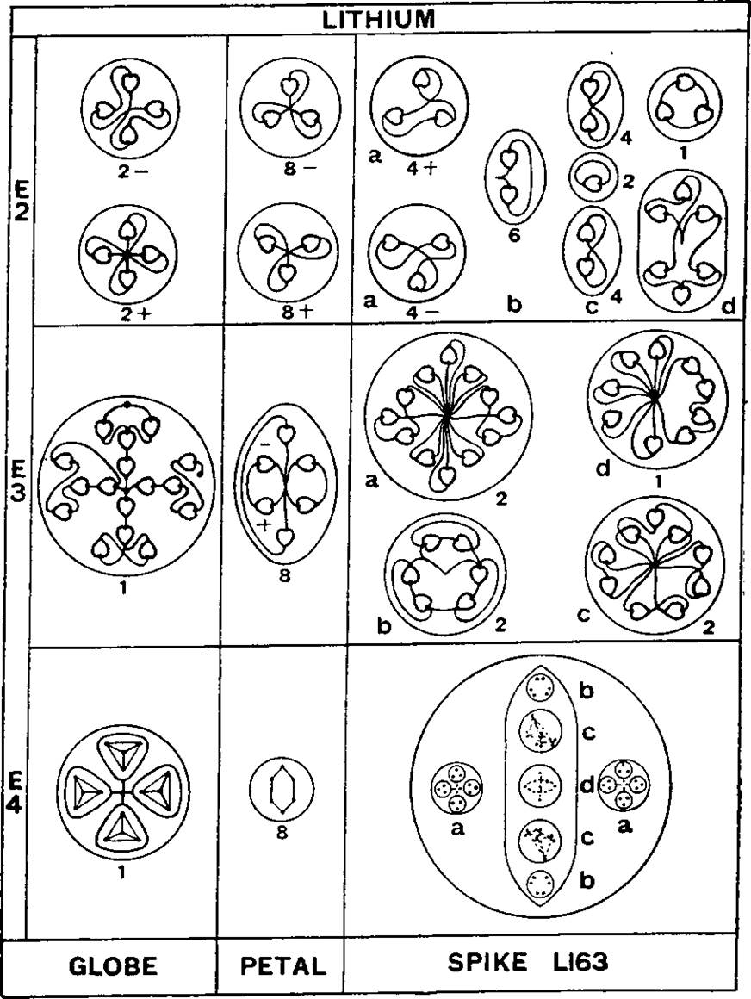 LITHIUM
E2
2 −
8 −
a 4 +
4
1
2
6
2 +
8 +
a 4 −
b
c 4
d
E3
−
+
1
8
a 2
d 1
b 2
c 2
E4
b
c
d
a
a
c
b
1
8
GLOBE
PETAL
SPIKE LI63